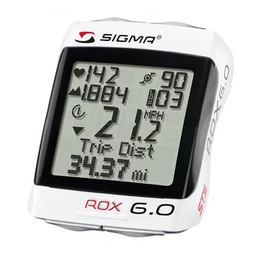 SIGMA®
142 90
1884 03
21.2 MPH
Trip Dist
34.37 mi
ROX 6.0
ROX 6.0
STS